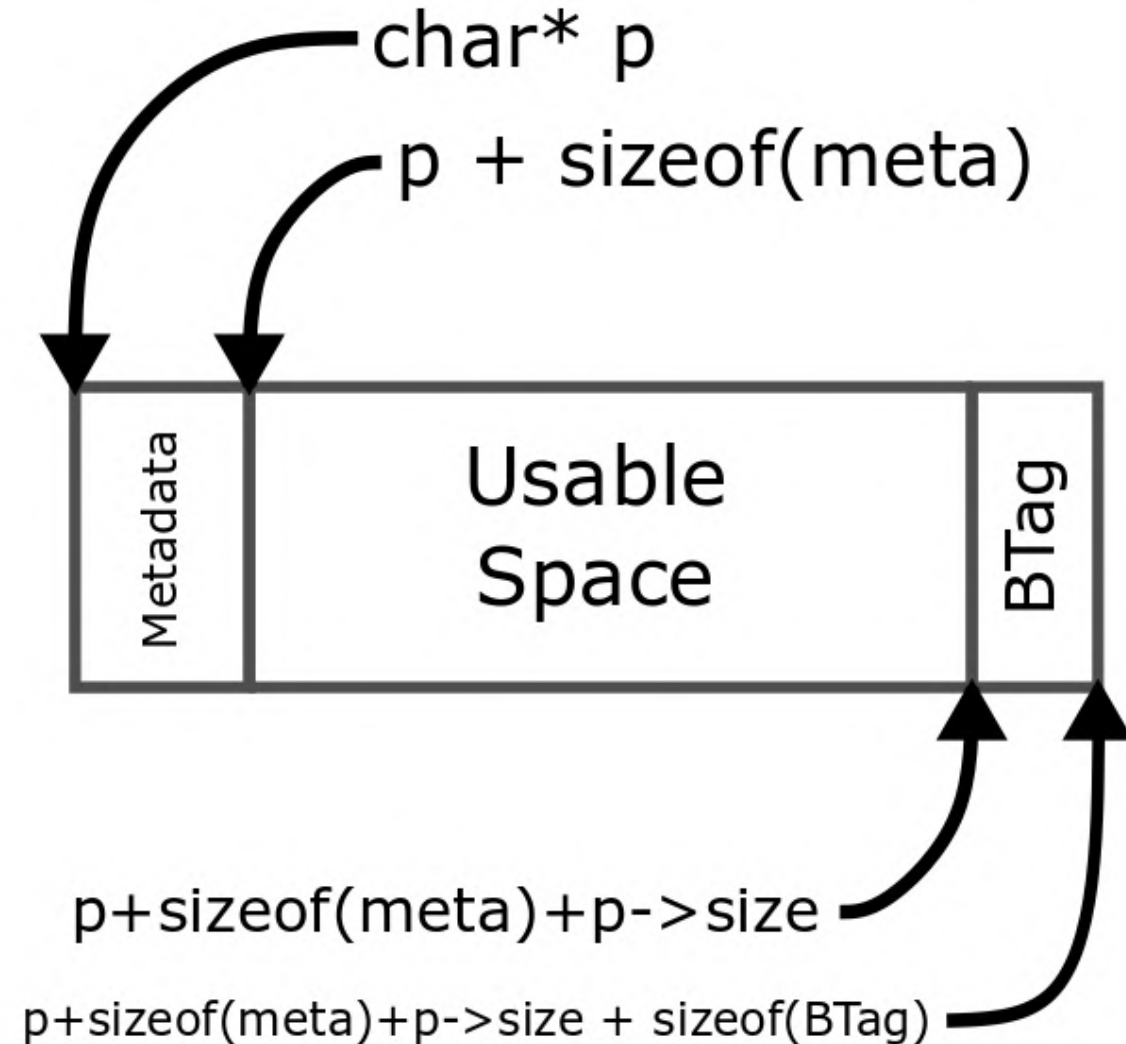 char* p
p + sizeof(meta)
Metadata
Usable
Space
BTag
p+sizeof(meta)+p->size
p+sizeof(meta)+p->size + sizeof(BTag)